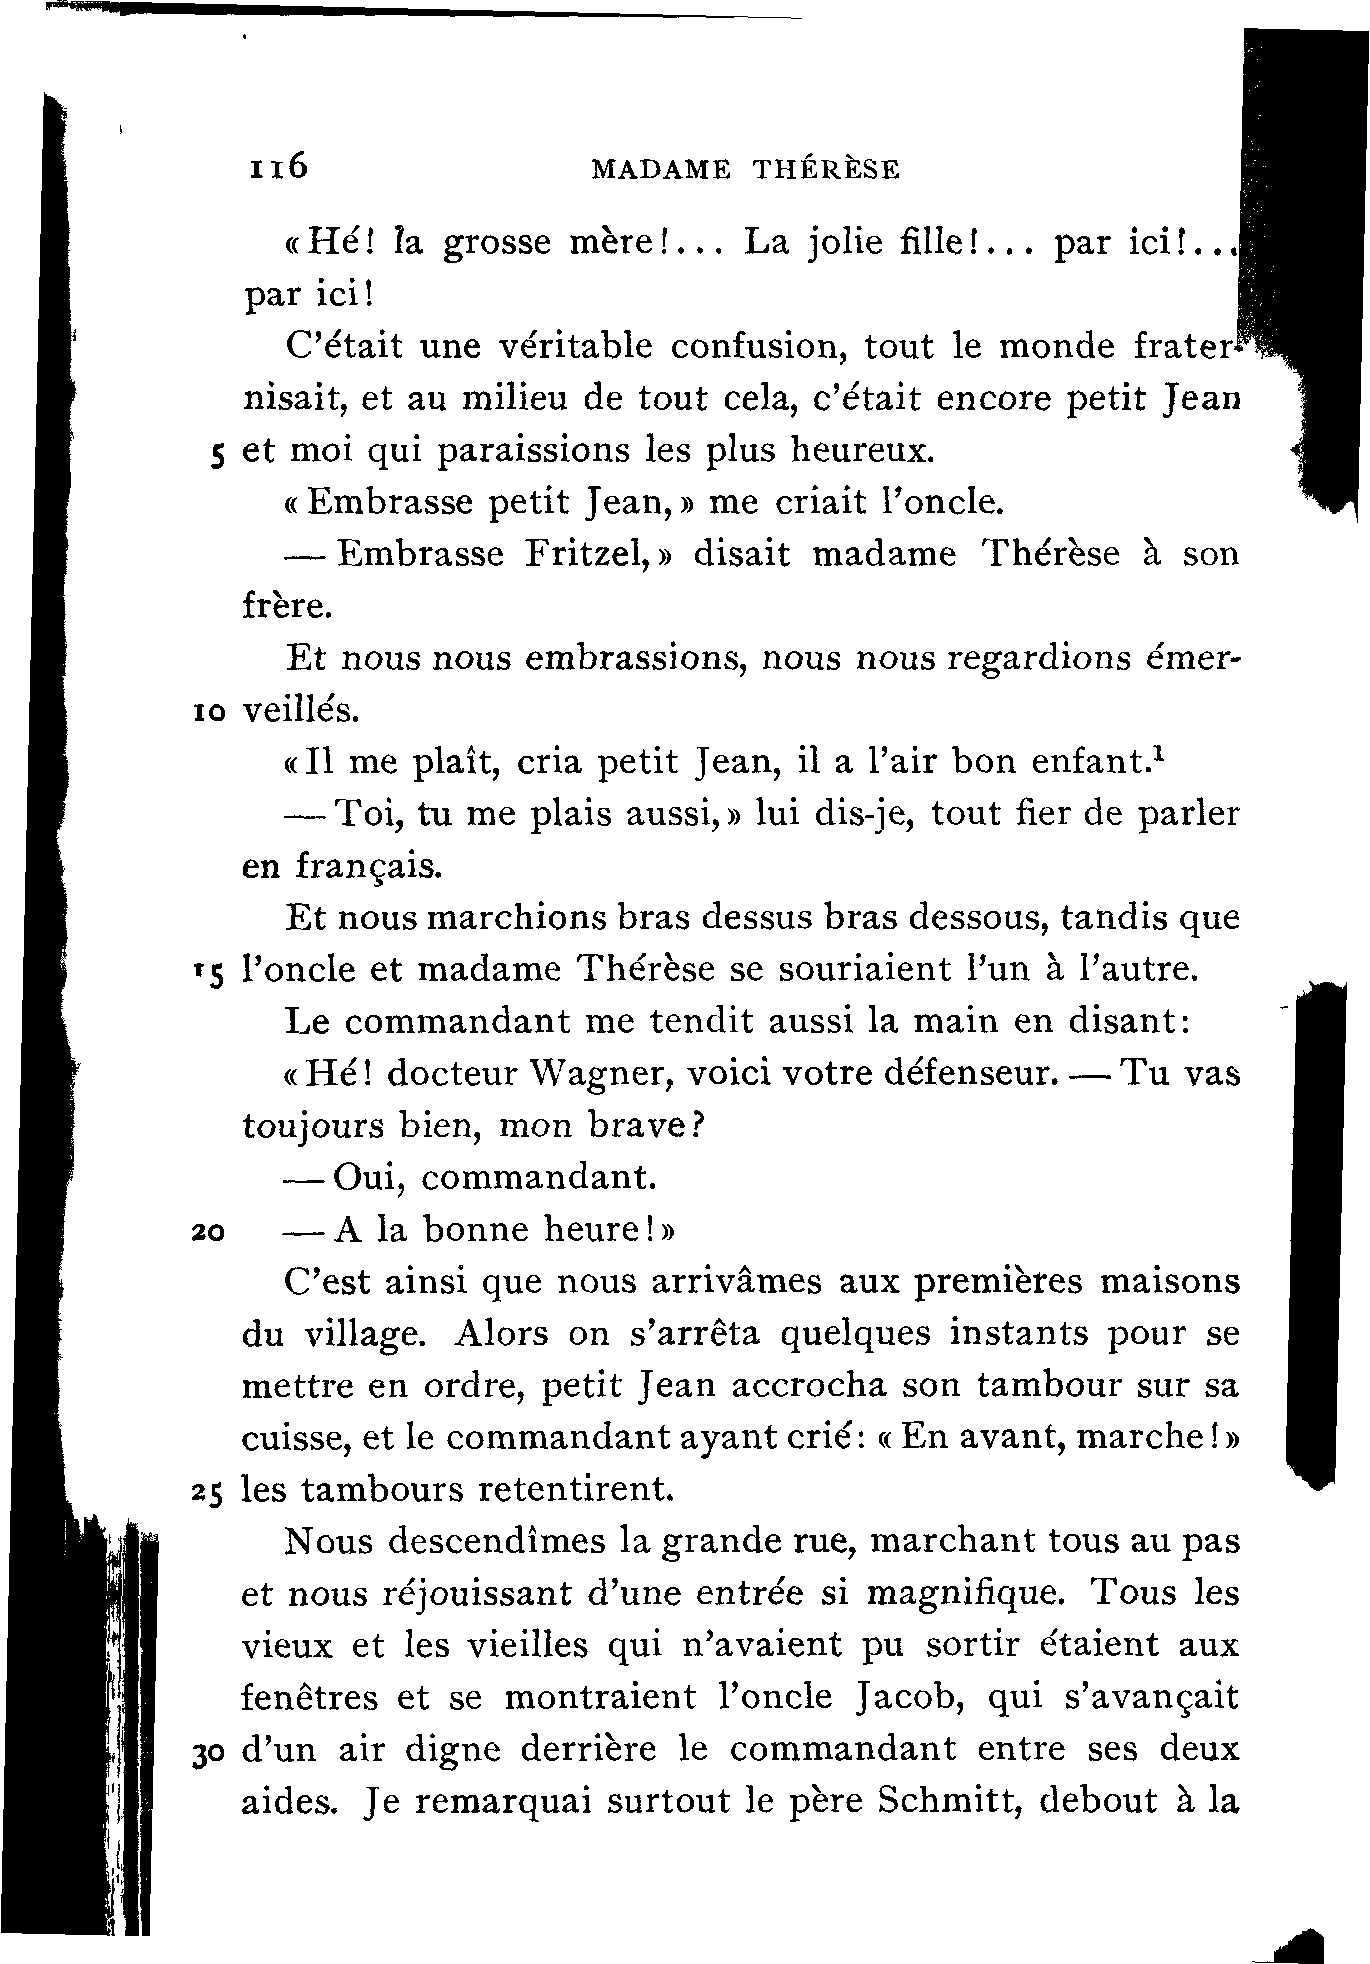 116 MADAME THÉRÈSE
«Hé! la grosse mère!... La jolie fille!... par ici!...
par ici!
C'était une véritable confusion, tout le monde frater-
nisait, et au milieu de tout cela, c'était encore petit Jean
5 et moi qui paraissions les plus heureux.
«Embrasse petit Jean,» me criait l'oncle.
— Embrasse Fritzel,» disait madame Thérèse à son
frère.
Et nous nous embrassions, nous nous regardions émer-
10 veillés.
«Il me plaît, cria petit Jean, il a l'air bon enfant.¹
— Toi, tu me plais aussi,» lui dis-je, tout fier de parler
en français.
Et nous marchions bras dessus bras dessous, tandis que
15 l'oncle et madame Thérèse se souriaient l'un à l'autre.
Le commandant me tendit aussi la main en disant:
«Hé! docteur Wagner, voici votre défenseur. — Tu vas
toujours bien, mon brave?
— Oui, commandant.
20 — A la bonne heure!»
C'est ainsi que nous arrivâmes aux premières maisons
du village. Alors on s'arrêta quelques instants pour se
mettre en ordre, petit Jean accrocha son tambour sur sa
cuisse, et le commandant ayant crié: «En avant, marche!»
25 les tambours retentirent.
Nous descendîmes la grande rue, marchant tous au pas
et nous réjouissant d'une entrée si magnifique. Tous les
vieux et les vieilles qui n'avaient pu sortir étaient aux
fenêtres et se montraient l'oncle Jacob, qui s'avançait
30 d'un air digne derrière le commandant entre ses deux
aides. Je remarquai surtout le père Schmitt, debout à la